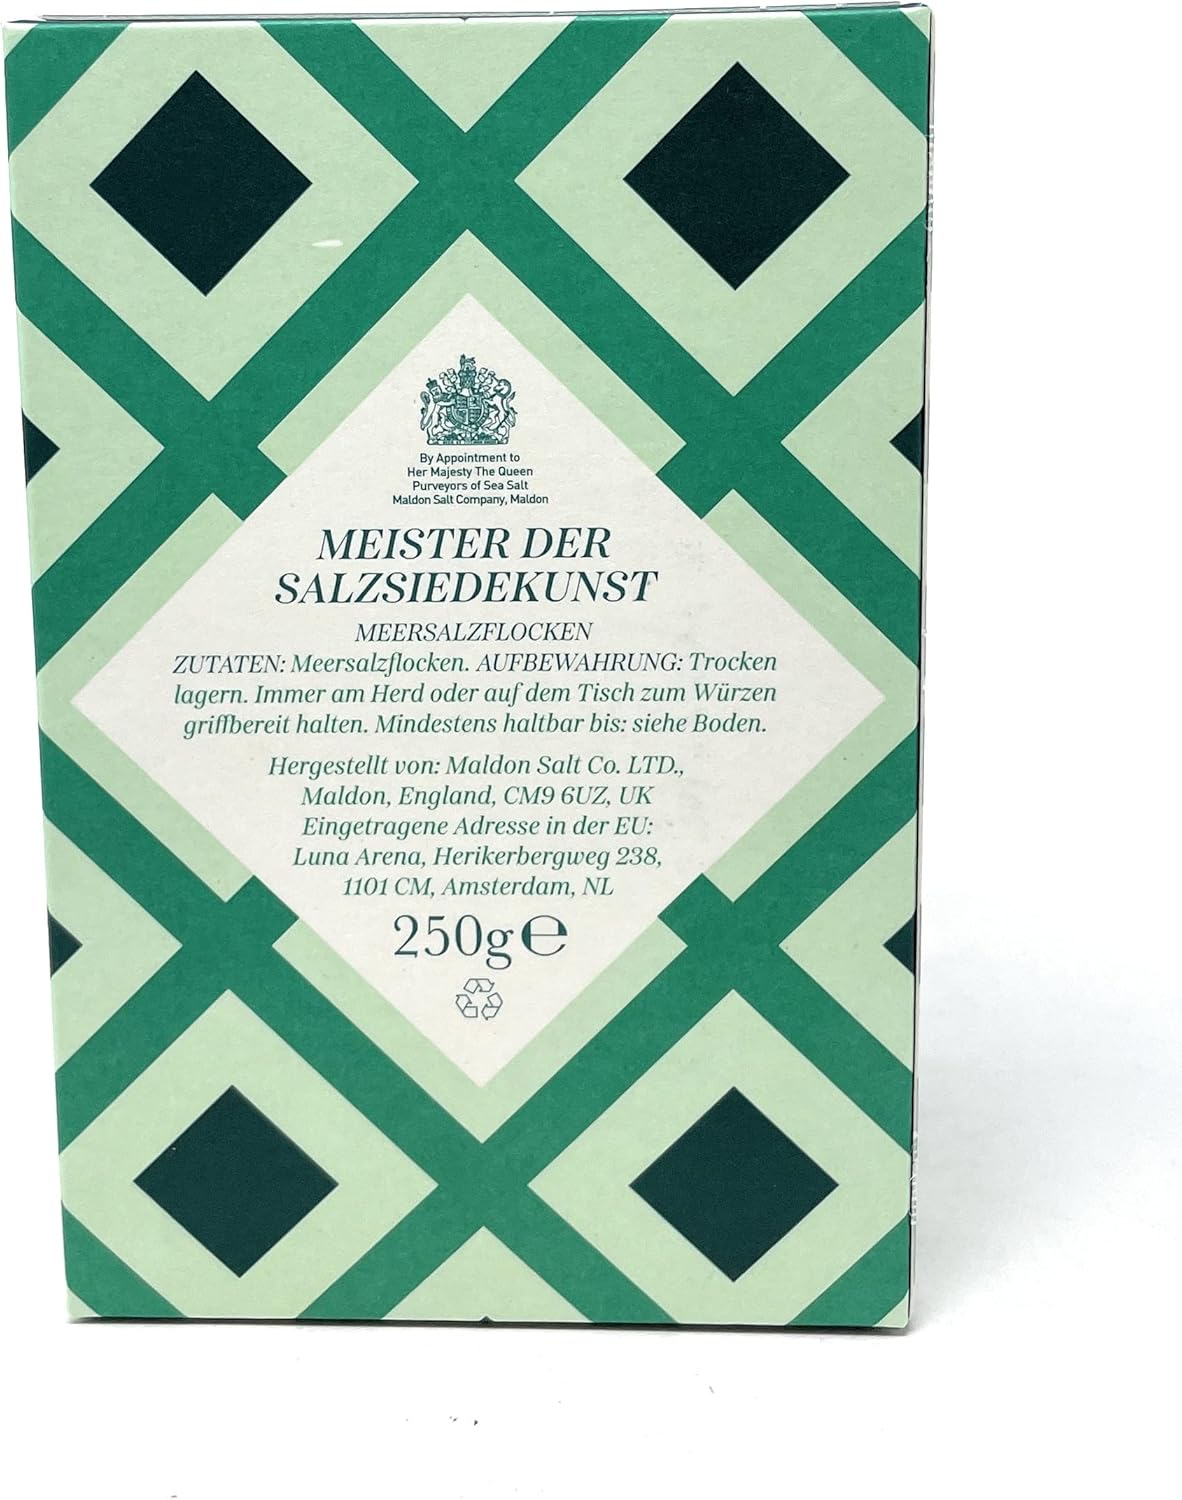 By Appointment to
Her Majesty The Queen
Purveyors of Sea Salt
Maldon Salt Company, Maldon
MEISTER DER
SALZSIEDEKUNST
MEERSALZFLOCKEN
ZUTATEN: Meersalzflocken. AUFBEWAHRUNG: Trocken
lagern. Immer am Herd oder auf dem Tisch zum Würzen
griffbereit halten. Mindestens haltbar bis: siehe Boden.
Hergestellt von: Maldon Salt Co. LTD.,
Maldon, England, CM9 6UZ, UK
Eingetragene Adresse in der EU:
Luna Arena, Herikerbergweg 238,
1101 CM, Amsterdam, NL
250g℮